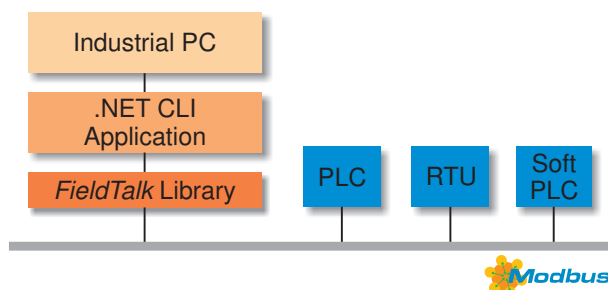 Industrial PC
.NET CLI
Application
FieldTalk Library
PLC
RTU
Soft
PLC
Modbus